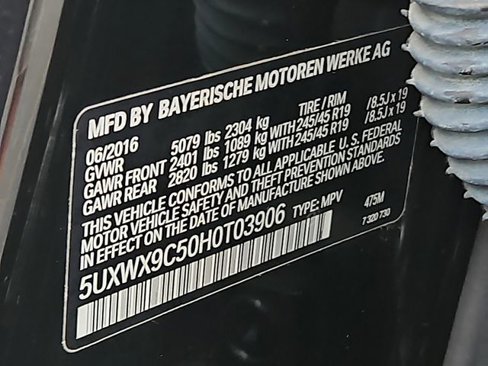 MFD BY BAYERISCHE MOTOREN WERKE AG
06/2016 TIRE / RIM
GVWR 5079 lbs 2304 kg
GAWR FRONT 2401 lbs 1089 kg WITH 245/45 R19 /8.5J x 19
GAWR REAR 2820 lbs 1279 kg WITH 245/45 R19 /8.5J x 19
THIS VEHICLE CONFORMS TO ALL APPLICABLE U.S. FEDERAL
MOTOR VEHICLE SAFETY AND THEFT PREVENTION STANDARDS
IN EFFECT ON THE DATE OF MANUFACTURE SHOWN ABOVE.
5UXWX9C50H0T03906 TYPE: MPV 475M
7 320 730